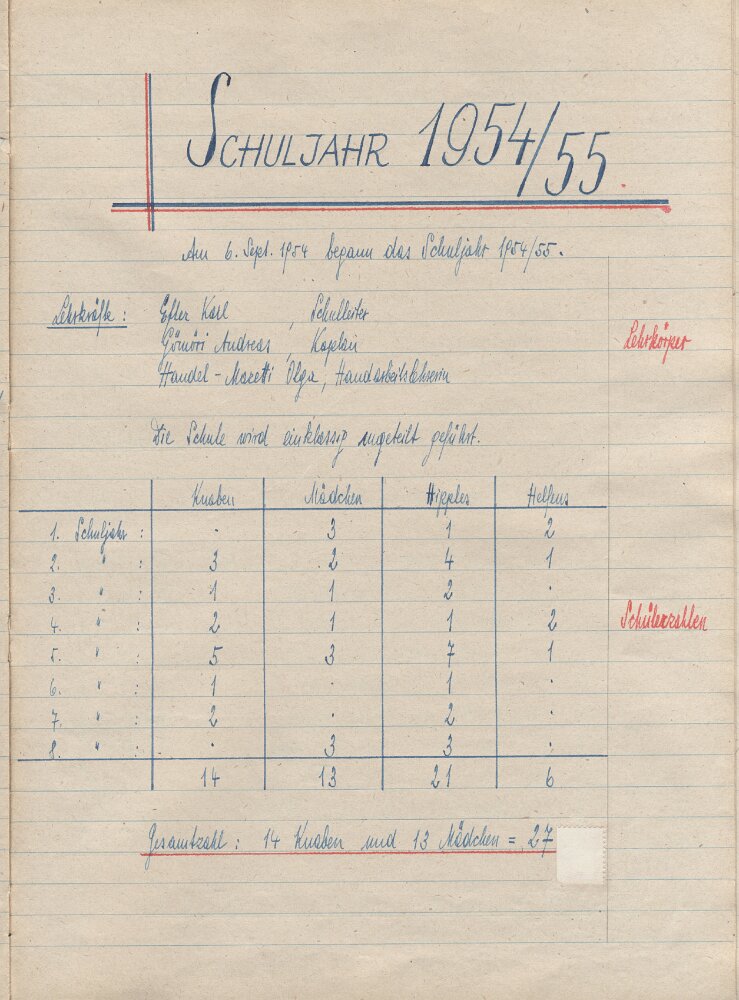 SCHULJAHR 1954/55.
Am 6. Sept. 1954 begann das Schuljahr 1954/55.
Lehrkräfte: Efler Karl, Schulleiter
Gömöri Andreas, Kaplan
Lehrkörper
Handel-Mazetti Olga, Handarbeitslehrerin
Die Schule wird einklassig ungeteilt geführt.
Knaben Mädchen Hipples Helfens
1. Schuljahr: . 3 1 2
2. " : 3 2 4 1
3. " : 1 1 2 .
4. " : 2 1 1 2
Schülerzahlen
5. " : 5 3 7 1
6. " : 1 . 1 .
7. " : 2 . 2 .
8. " : . 3 3 .
14 13 21 6
Gesamtzahl: 14 Knaben und 13 Mädchen = 27